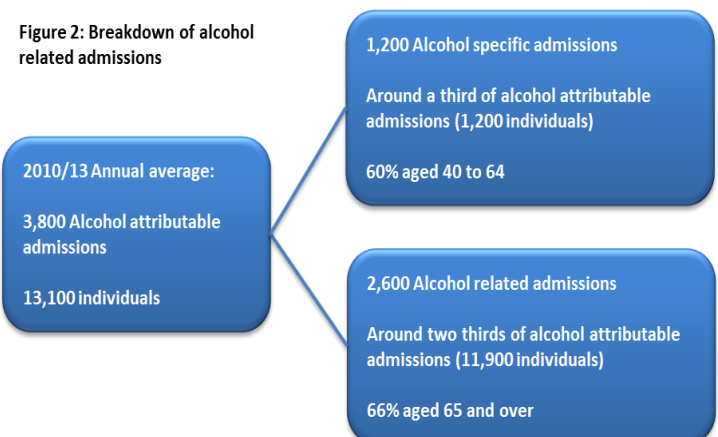 Figure 2: Breakdown of alcohol
related admissions
2010/13 Annual average:
3,800 Alcohol attributable
admissions
13,100 individuals
1,200 Alcohol specific admissions
Around a third of alcohol attributable
admissions (1,200 individuals)
60% aged 40 to 64
2,600 Alcohol related admissions
Around two thirds of alcohol attributable
admissions (11,900 individuals)
66% aged 65 and over